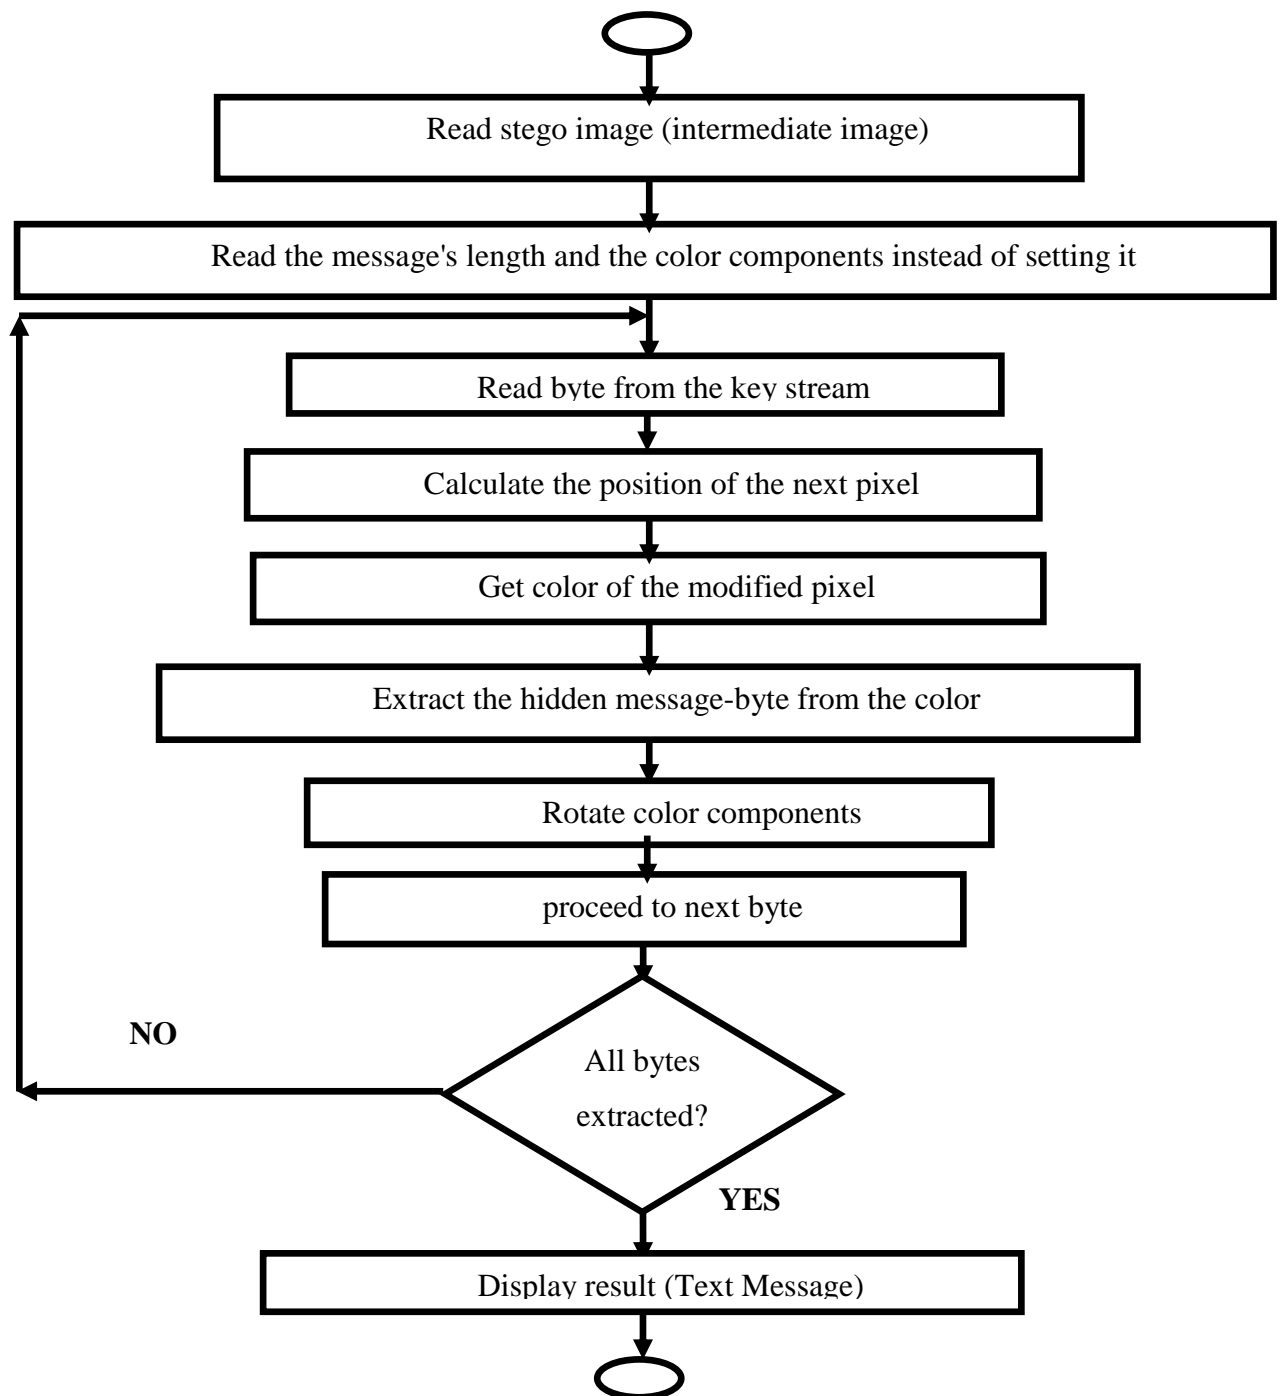 Read stego image (intermediate image)
Read the message's length and the color components instead of setting it
Read byte from the key stream
Calculate the position of the next pixel
Get color of the modified pixel
Extract the hidden message-byte from the color
Rotate color components
proceed to next byte
NO
All bytes
extracted?
YES
Display result (Text Message)